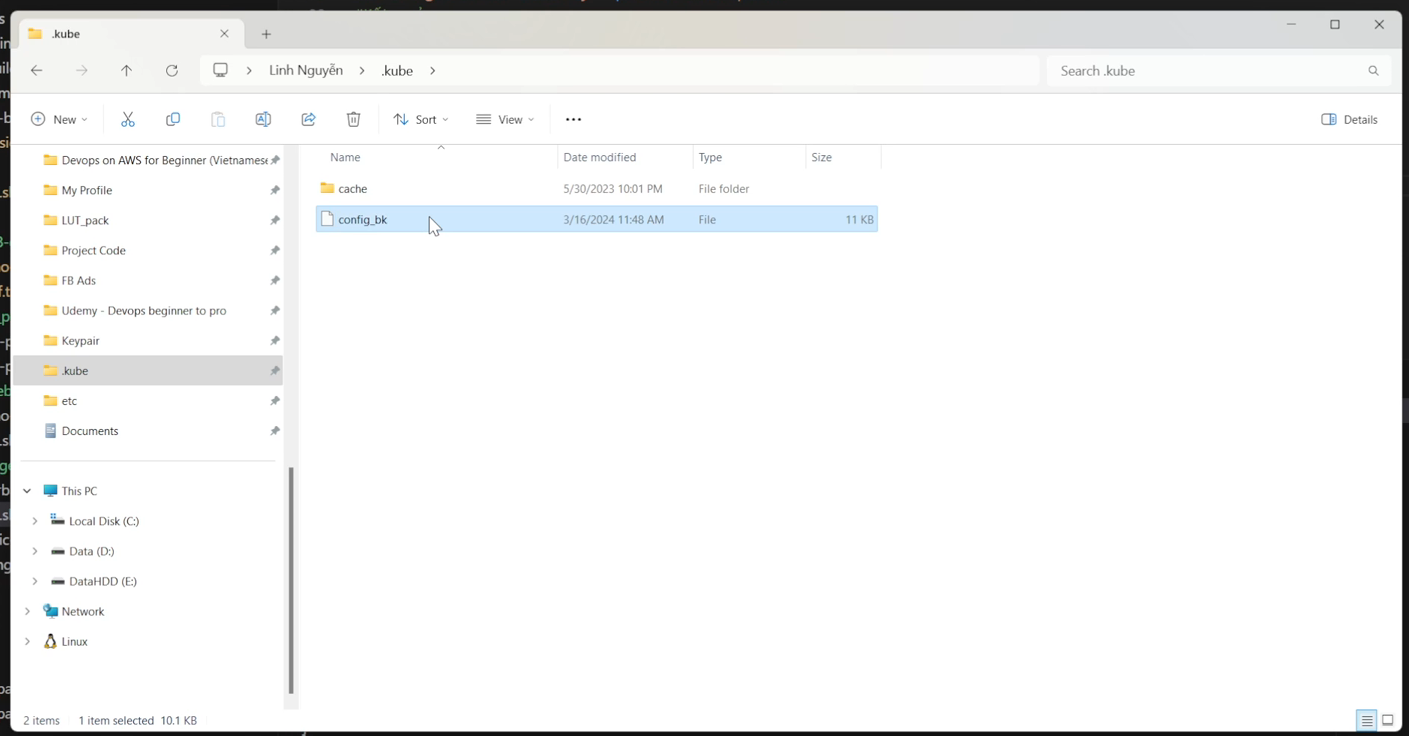 .kube
Linh Nguyễn
.kube
Search .kube
New
Sort
View
Details
Name
Date modified
Type
Size
cache
5/30/2023 10:01 PM
File folder
config_bk
3/16/2024 11:48 AM
File
11 KB
Devops on AWS for Beginner (Vietnames
My Profile
LUT_pack
Project Code
FB Ads
Udemy - Devops beginner to pro
Keypair
.kube
etc
Documents
This PC
Local Disk (C:)
Data (D:)
DataHDD (E:)
Network
Linux
2 items
1 item selected 10.1 KB